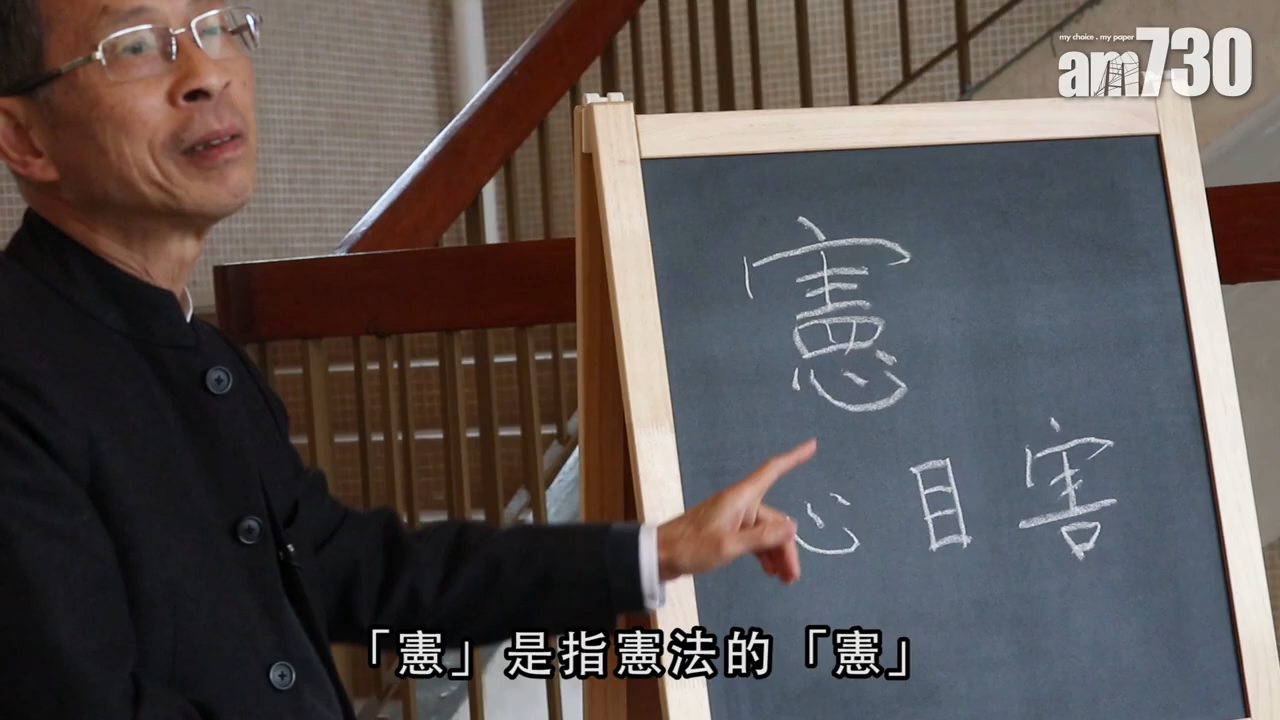 my choice . my paper
am730
憲
心 目 害
「憲」是指憲法的「憲」